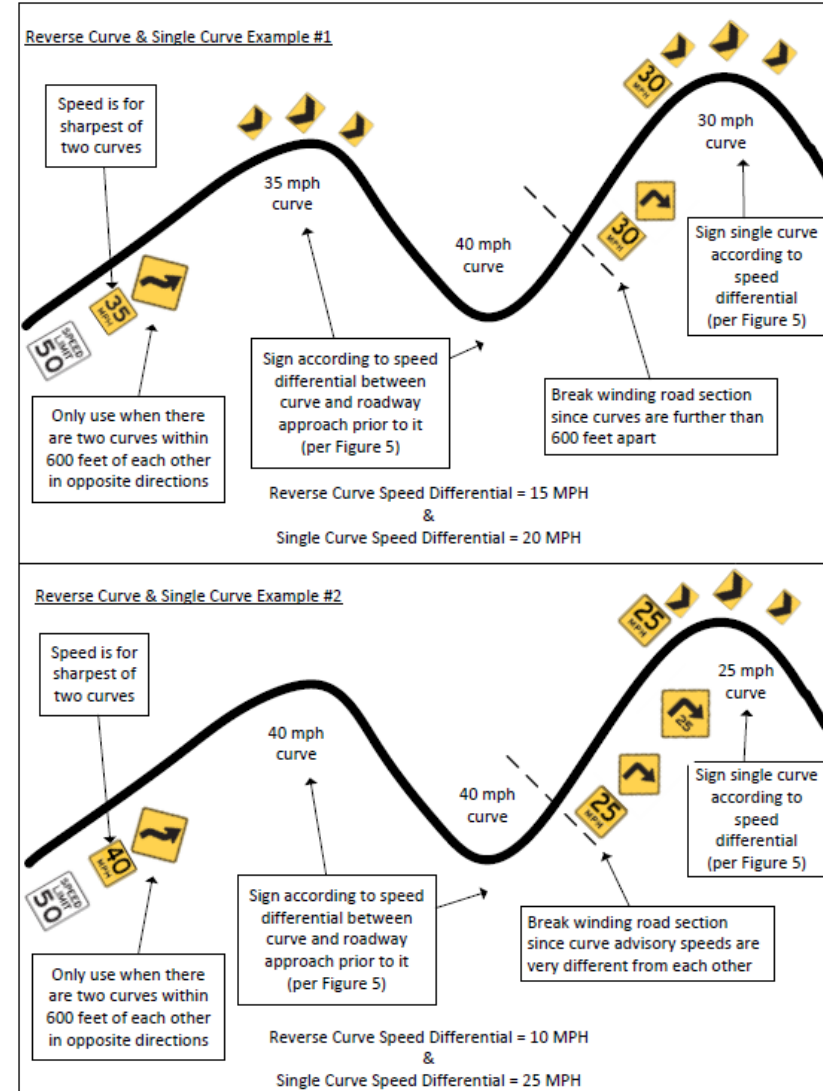 Reverse Curve & Single Curve Example #1
Speed is for
sharpest of
two curves
35 mph
curve
40 mph
curve
30 mph
curve
30
MPH
30
MPH
35
MPH
SPEED
LIMIT
50
Sign single curve
according to
speed
differential
(per Figure 5)
Only use when there
are two curves within
600 feet of each other
in opposite directions
Sign according to speed
differential between
curve and roadway
approach prior to it
(per Figure 5)
Break winding road section
since curves are further than
600 feet apart
Reverse Curve Speed Differential = 15 MPH
&
Single Curve Speed Differential = 20 MPH
Reverse Curve & Single Curve Example #2
Speed is for
sharpest of
two curves
40 mph
curve
40 mph
curve
25 mph
curve
25
MPH
25
25
MPH
40
MPH
SPEED
LIMIT
50
Sign single curve
according to
speed
differential
(per Figure 5)
Only use when there
are two curves within
600 feet of each other
in opposite directions
Sign according to speed
differential between
curve and roadway
approach prior to it
(per Figure 5)
Break winding road section
since curve advisory speeds are
very different from each other
Reverse Curve Speed Differential = 10 MPH
&
Single Curve Speed Differential = 25 MPH